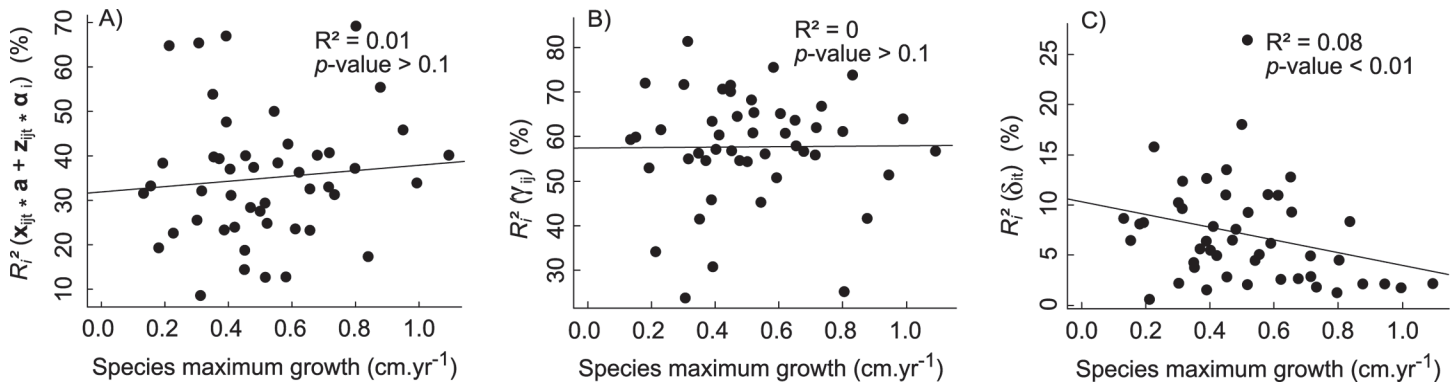 A)
R² = 0.01
p-value > 0.1
70
60
50
40
30
20
10
0.0 0.2 0.4 0.6 0.8 1.0
Species maximum growth (cm.yr⁻¹)
Rᵢ² (xᵢⱼₜ * a + zᵢⱼₜ * αᵢ) (%)
B)
R² = 0
p-value > 0.1
80
70
60
50
40
30
0.0 0.2 0.4 0.6 0.8 1.0
Species maximum growth (cm.yr⁻¹)
Rᵢ² (γᵢⱼ) (%)
C)
R² = 0.08
p-value < 0.01
25
20
15
10
5
0
0.0 0.2 0.4 0.6 0.8 1.0
Species maximum growth (cm.yr⁻¹)
Rᵢ² (δᵢₜ) (%)